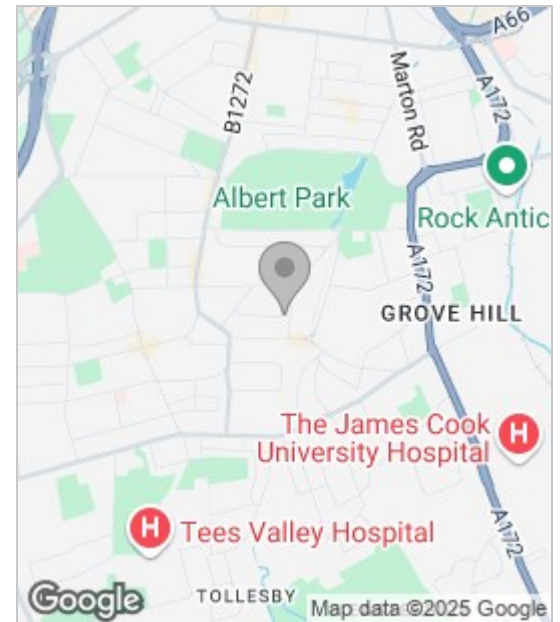 A66
B1272
Marton Rd
A172
A172
Albert Park
Rock Antic
A172
GROVE HILL
The James Cook
University Hospital
H
H
Tees Valley Hospital
A172
TOLLESBY
Google
Map data ©2025 Google